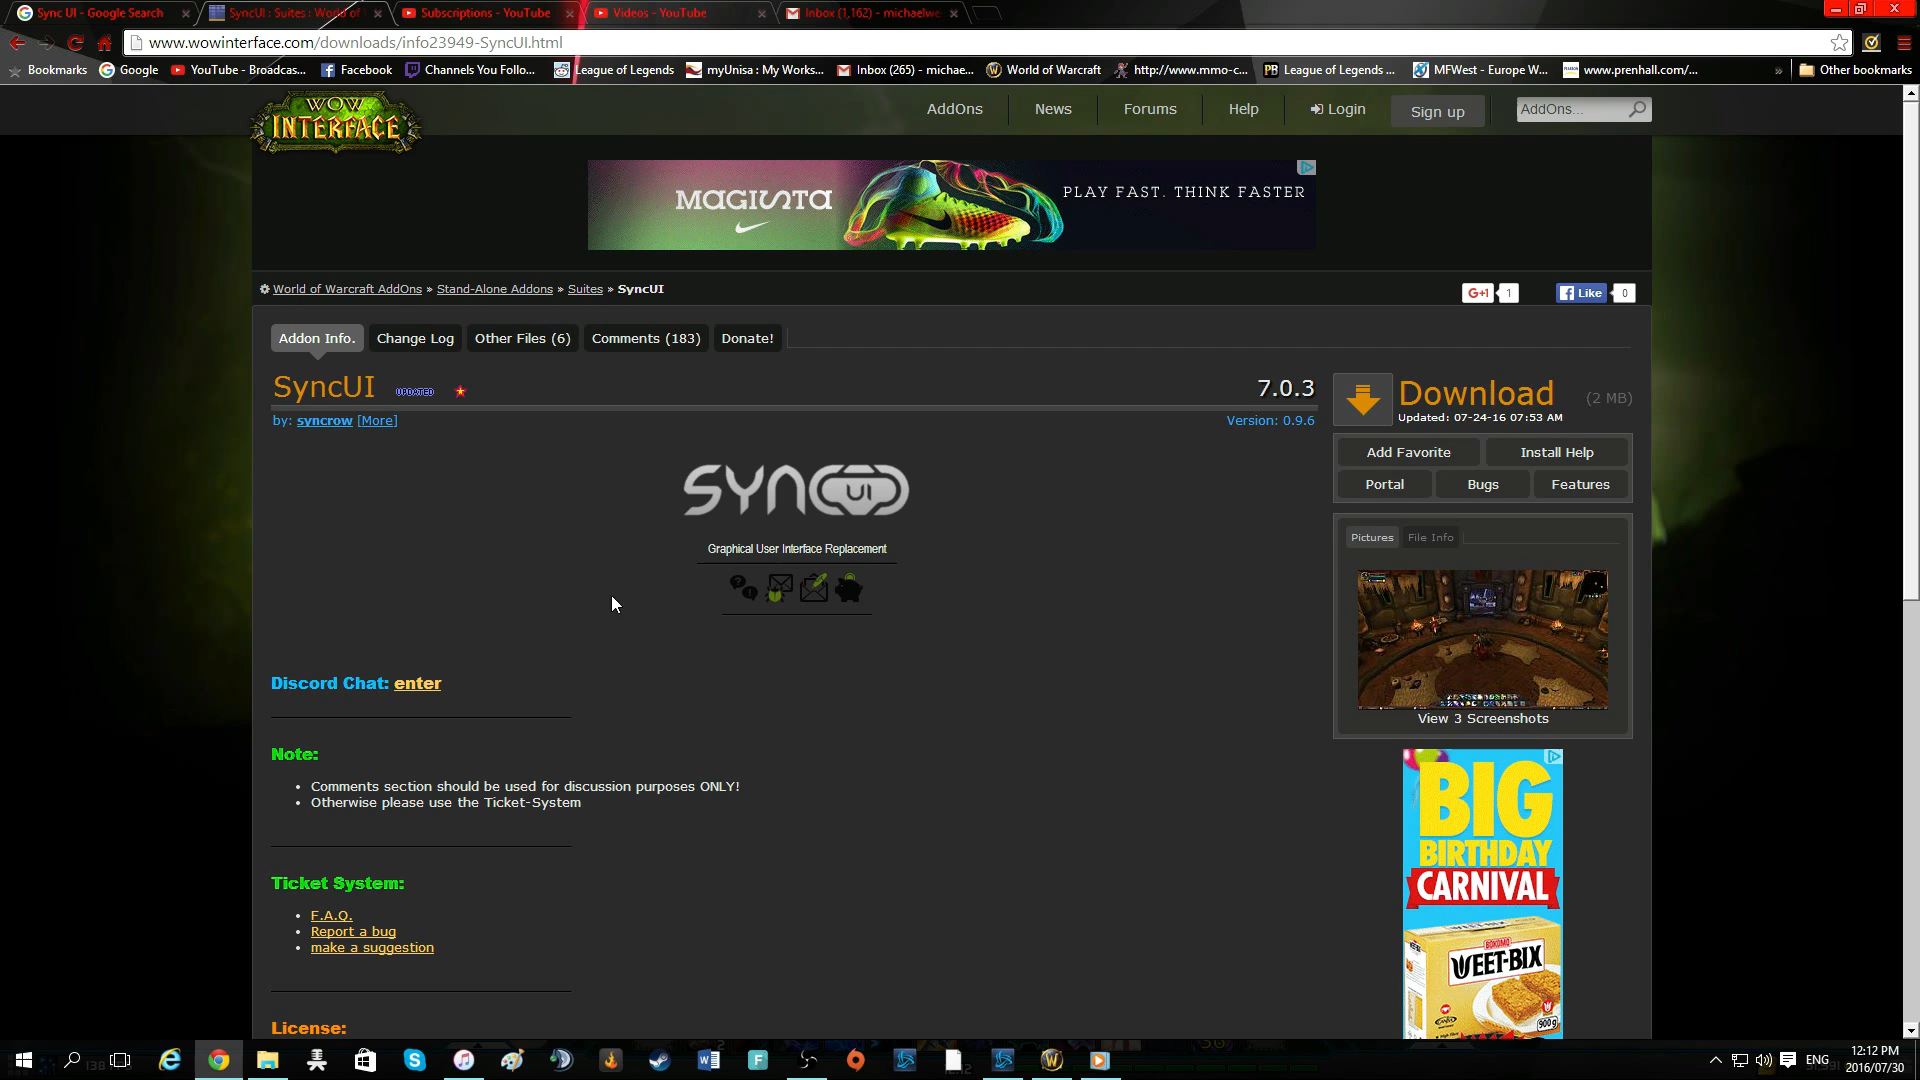 Sync UI - Google Search
SyncUI : Suites : World of
Subscriptions - YouTube
Videos - YouTube
Inbox (1,162) - michaelwe
www.wowinterface.com/downloads/info23949-SyncUI.html
Bookmarks
Google
YouTube - Broadcas...
Facebook
Channels You Follo...
League of Legends
myUnisa : My Works...
Inbox (265) - michae...
World of Warcraft
http://www.mmo-c...
PB League of Legends ...
MFWest - Europe W...
www.prenhall.com/...
»
Other bookmarks
WOW
INTERFACE
AddOns
News
Forums
Help
Login
Sign up
AddOns...
MAGISTA
PLAY FAST. THINK FASTER
World of Warcraft AddOns » Stand-Alone Addons » Suites » SyncUI
G+1 1
Like 0
Addon Info.
Change Log
Other Files (6)
Comments (183)
Donate!
SyncUI UPDATED
7.0.3
by: syncrow [More]
Version: 0.9.6
Download (2 MB)
Updated: 07-24-16 07:53 AM
Add Favorite
Install Help
Portal
Bugs
Features
SYNC UI
Graphical User Interface Replacement
Pictures
File Info
View 3 Screenshots
Discord Chat: enter
Note:
• Comments section should be used for discussion purposes ONLY!
• Otherwise please use the Ticket-System
Ticket System:
• F.A.Q.
• Report a bug
• make a suggestion
License:
BIG
BIRTHDAY
CARNIVAL
BOKOMO
WEET-BIX
900g
ENG
12:12 PM
2016/07/30